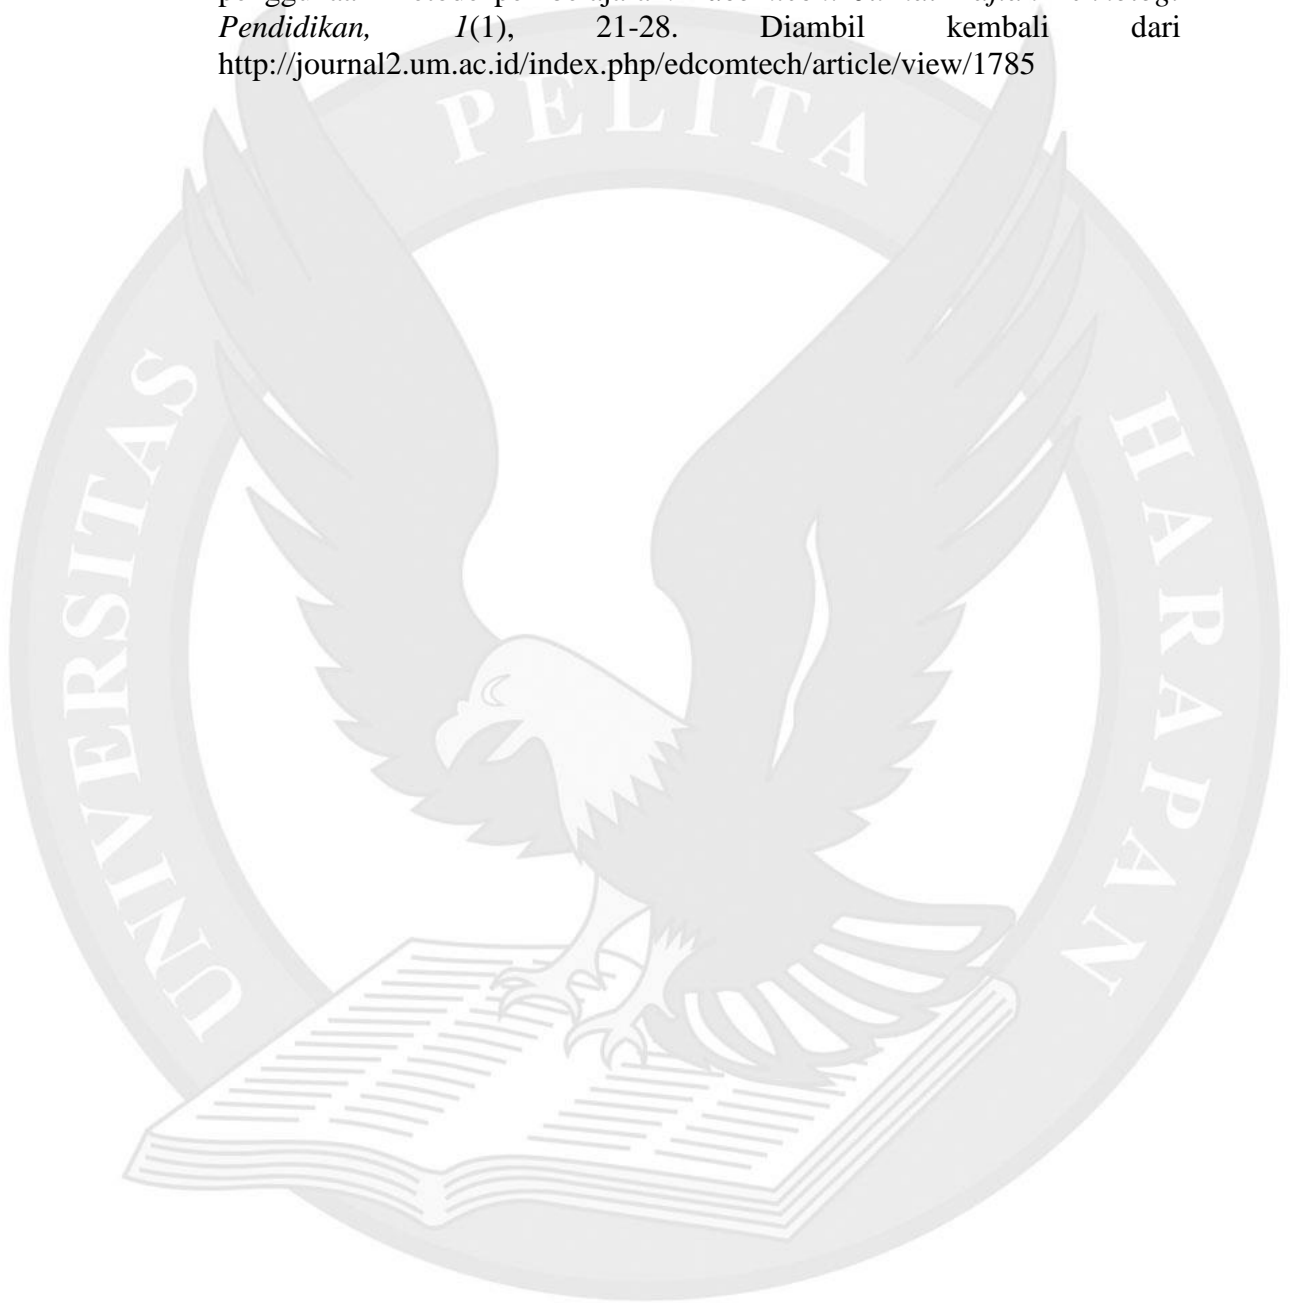 Pendidikan, 1(1), 21-28. Diambil kembali dari
http://journal2.um.ac.id/index.php/edcomtech/article/view/1785
PELITA
UNIVERSITAS
HARAPAN